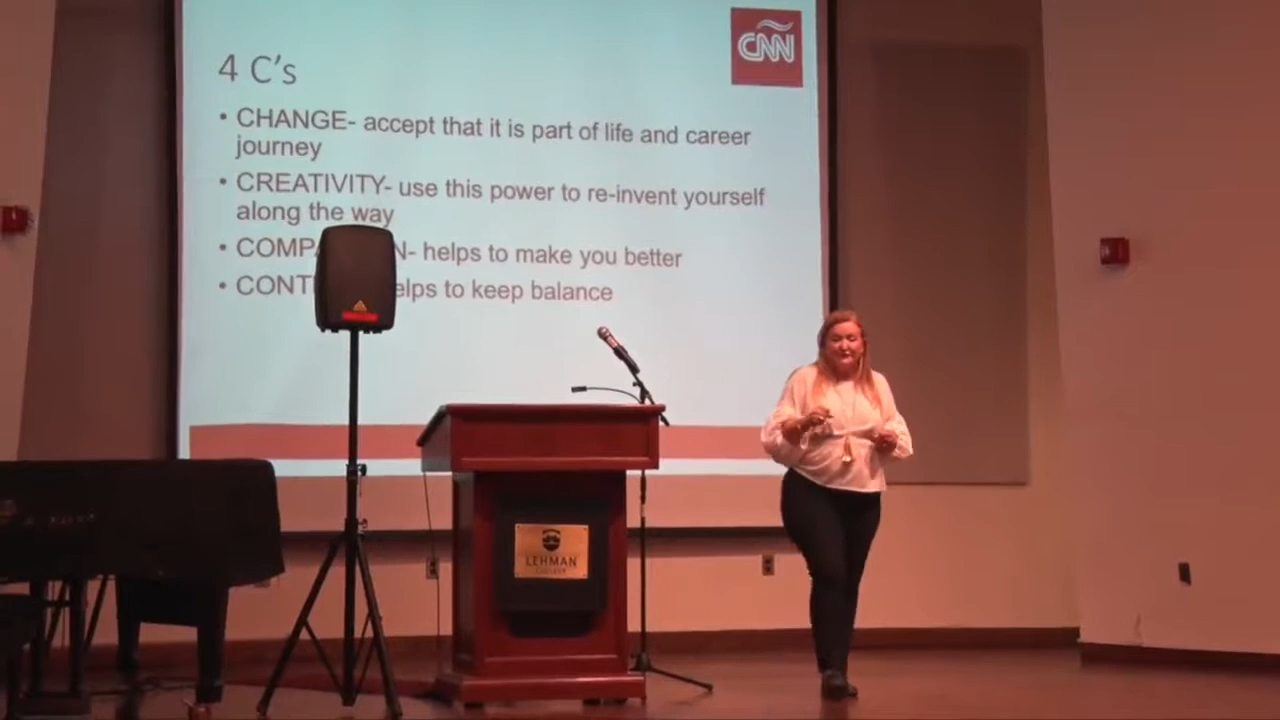 4 C's
CNN
• CHANGE- accept that it is part of life and career
journey
• CREATIVITY- use this power to re-invent yourself
along the way
• COMPA N- helps to make you better
• CONT elps to keep balance
LEHMAN
COLLEGE